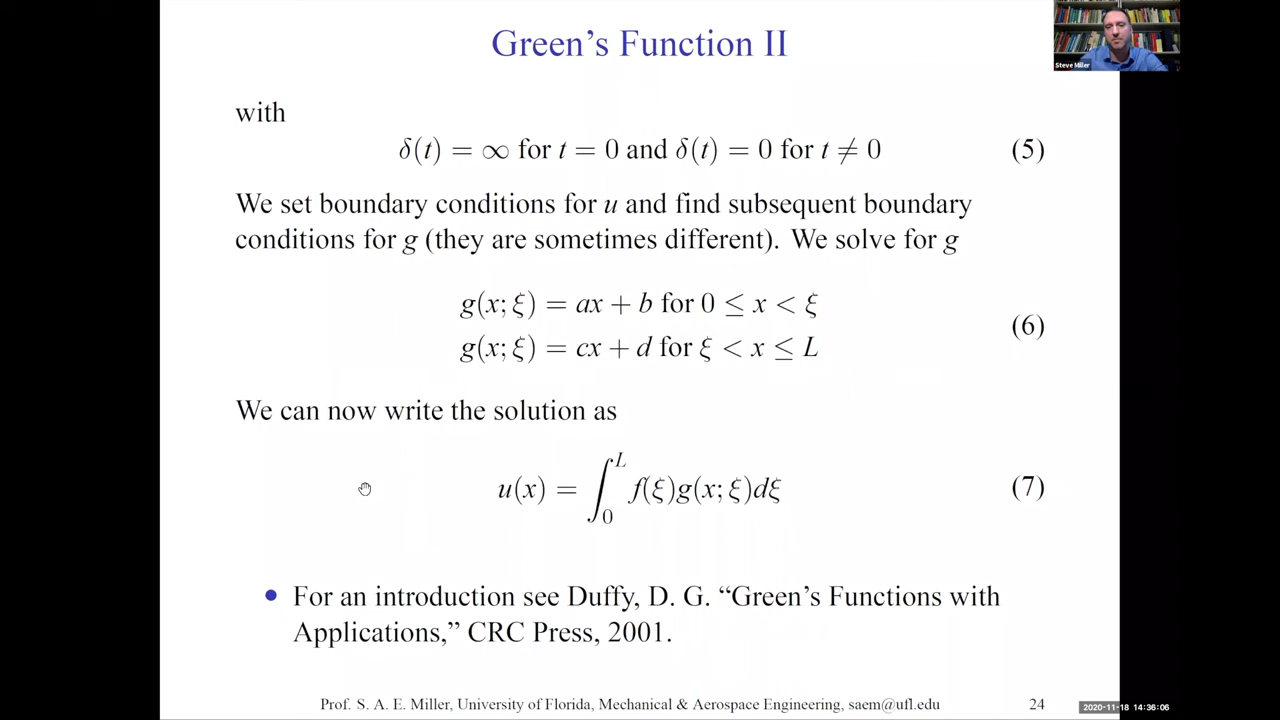 Green's Function II
Steve Miller
with
δ(t) = ∞ for t = 0 and δ(t) = 0 for t ≠ 0 (5)
We set boundary conditions for u and find subsequent boundary
conditions for g (they are sometimes different). We solve for g
g(x; ξ) = ax + b for 0 ≤ x < ξ
(6)
g(x; ξ) = cx + d for ξ < x ≤ L
We can now write the solution as
u(x) = ∫₀ᴸ f(ξ)g(x; ξ)dξ (7)
• For an introduction see Duffy, D. G. “Green's Functions with
Applications,” CRC Press, 2001.
Prof. S. A. E. Miller, University of Florida, Mechanical & Aerospace Engineering, saem@ufl.edu 24
2020-11-18 14:36:06